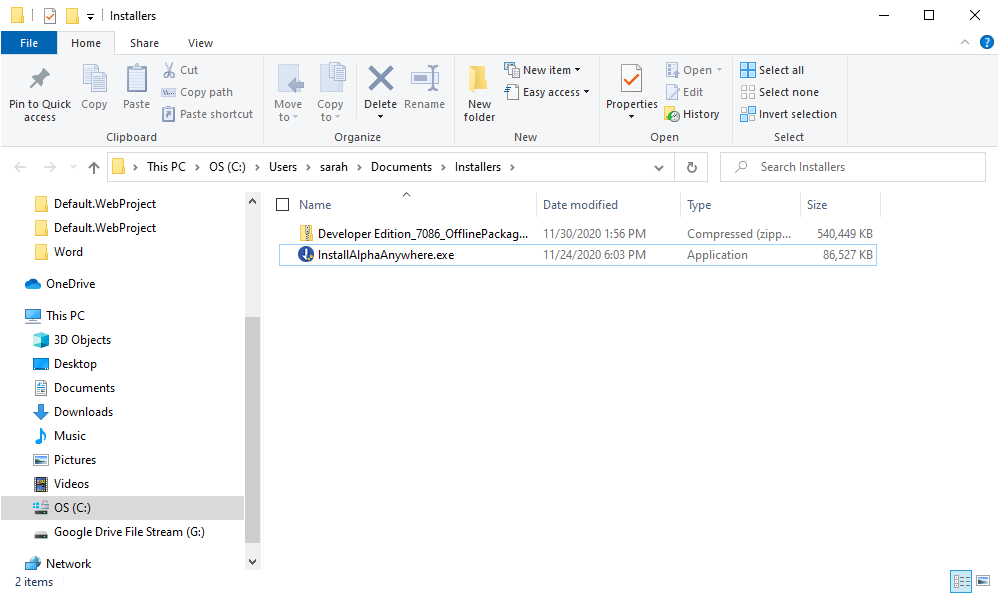 Installers
File Home Share View
Pin to Quick access
Copy
Paste
Cut
Copy path
Paste shortcut
Clipboard
Move to
Copy to
Delete
Rename
Organize
New folder
New item
Easy access
New
Properties
Open
Edit
History
Open
Select all
Select none
Invert selection
Select
This PC > OS (C:) > Users > sarah > Documents > Installers >
Search Installers
Default.WebProject
Default.WebProject
Word
OneDrive
This PC
3D Objects
Desktop
Documents
Downloads
Music
Pictures
Videos
OS (C:)
Google Drive File Stream (G:)
Network
Name Date modified Type Size
Developer Edition_7086_OfflinePackag... 11/30/2020 1:56 PM Compressed (zipp... 540,449 KB
InstallAlphaAnywhere.exe 11/24/2020 6:03 PM Application 86,527 KB
2 items